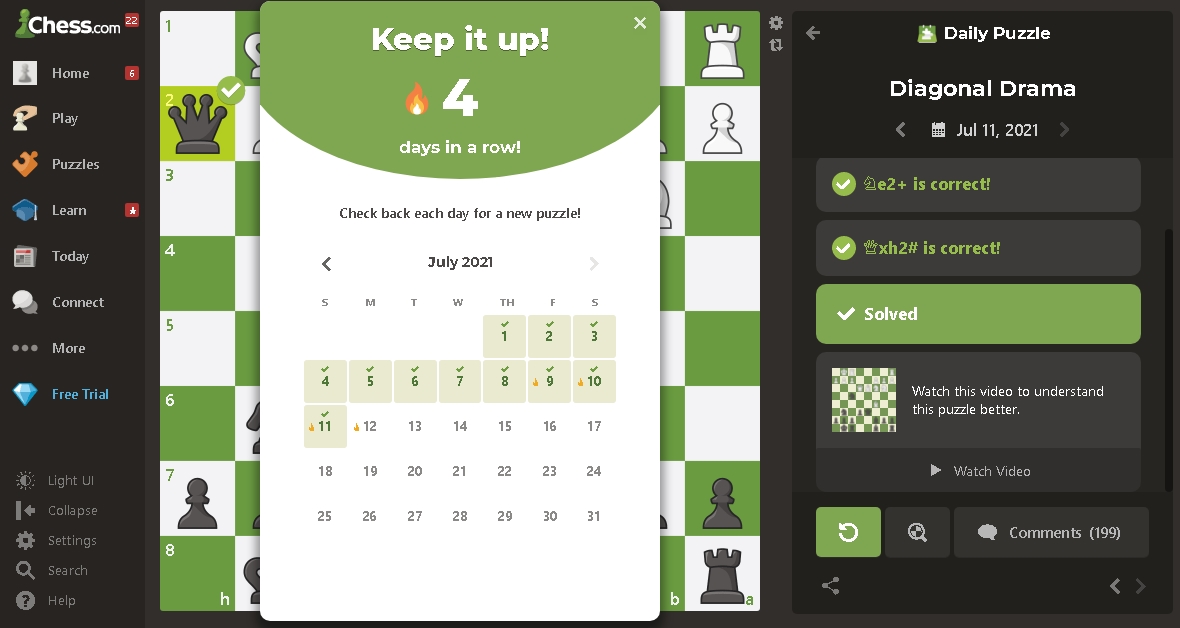 Chess.com
22
Home
6
Play
Puzzles
Learn
Today
Connect
More
Free Trial
Light UI
Collapse
Settings
Search
Help
1
2
3
4
5
6
7
8
h
b
a
Keep it up!
4
days in a row!
Check back each day for a new puzzle!
July 2021
S M T W TH F S
1 2 3
4 5 6 7 8 9 10
11 12 13 14 15 16 17
18 19 20 21 22 23 24
25 26 27 28 29 30 31
Daily Puzzle
Diagonal Drama
Jul 11, 2021
♘e2+ is correct!
♕xh2# is correct!
Solved
Watch this video to understand
this puzzle better.
Watch Video
Comments (199)